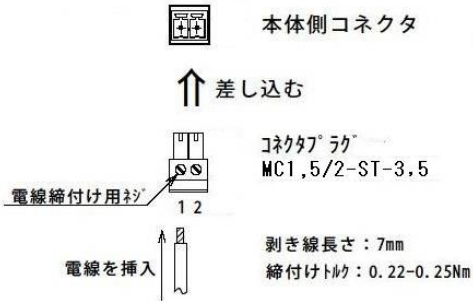 本体側コネクタ
差し込む
コネクタプラグ
MC1,5/2-ST-3,5
電線締付け用ネジ
1 2
電線を挿入
剥き線長さ：7mm
締付けトルク：0.22-0.25Nm